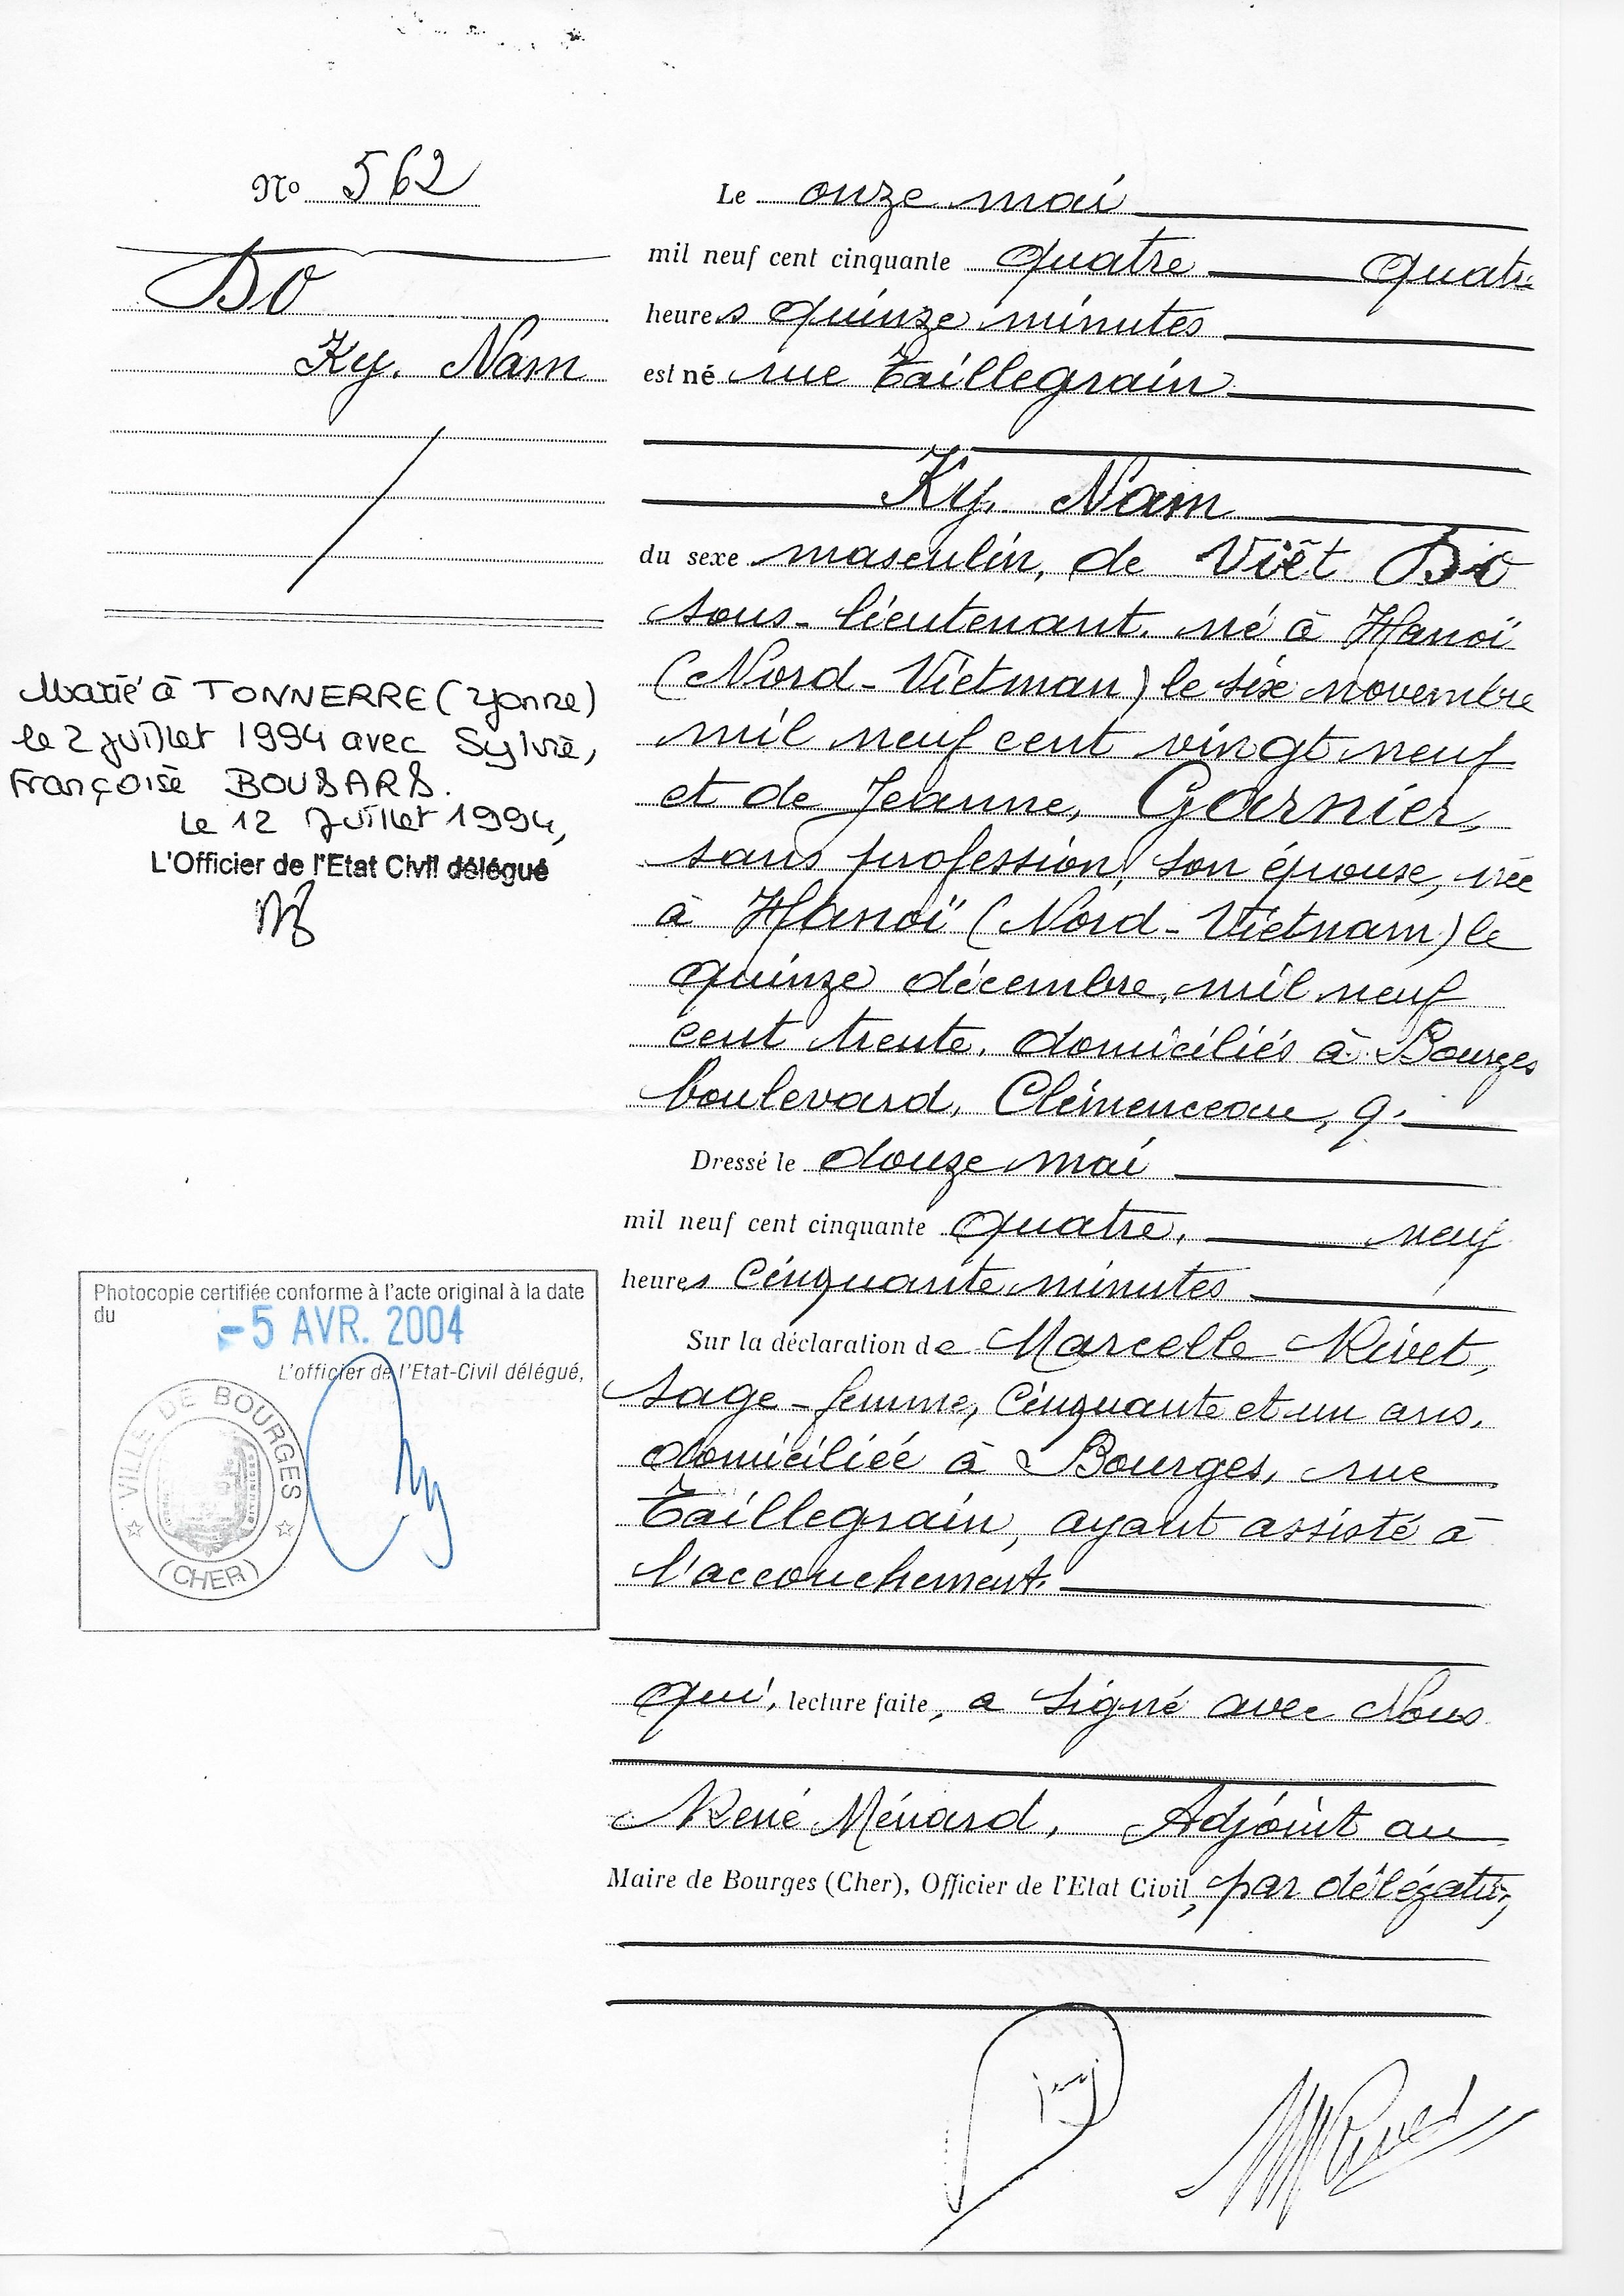 No 562
Do
Ky, Nam
Marié à TONNERRE (Yonne)
le 2 juillet 1994 avec Sylvie,
Françoise BOUSARD.
Le 12 Juillet 1994,
L'Officier de l'Etat Civil délégué
Photocopie certifiée conforme à l'acte original à la date
du
-5 AVR. 2004
L'officier de l'Etat-Civil délégué,
VILLE DE BOURGES
(CHER)
Le onze mai
mil neuf cent cinquante quatre quatre
heures quinze minutes
est né rue Taillegrain
Ky, Nam
du sexe masculin, de Viêt Do
sous-lieutenant, né à Hanoï
(Nord-Vietman) le six novembre
mil neuf cent vingt neuf
et de Jeanne, Garnier,
sans profession, son épouse, née
à Hanoï (Nord-Vietnam) le
quinze décembre, mil neuf
cent trente, domiciliés à Bourges
boulevard, Clémenceau, 9.
Dressé le douze mai
mil neuf cent cinquante quatre, neuf
heures cinquante minutes
Sur la déclaration de Marcelle Rivet,
sage-femme, cinquante et un ans,
domiciliée à Bourges, rue
Taillegrain, ayant assisté à
l'accouchement.
qui, lecture faite, a signé avec Nous
René Ménard, Adjoint au
Maire de Bourges (Cher), Officier de l'Etat Civil, par délégation,